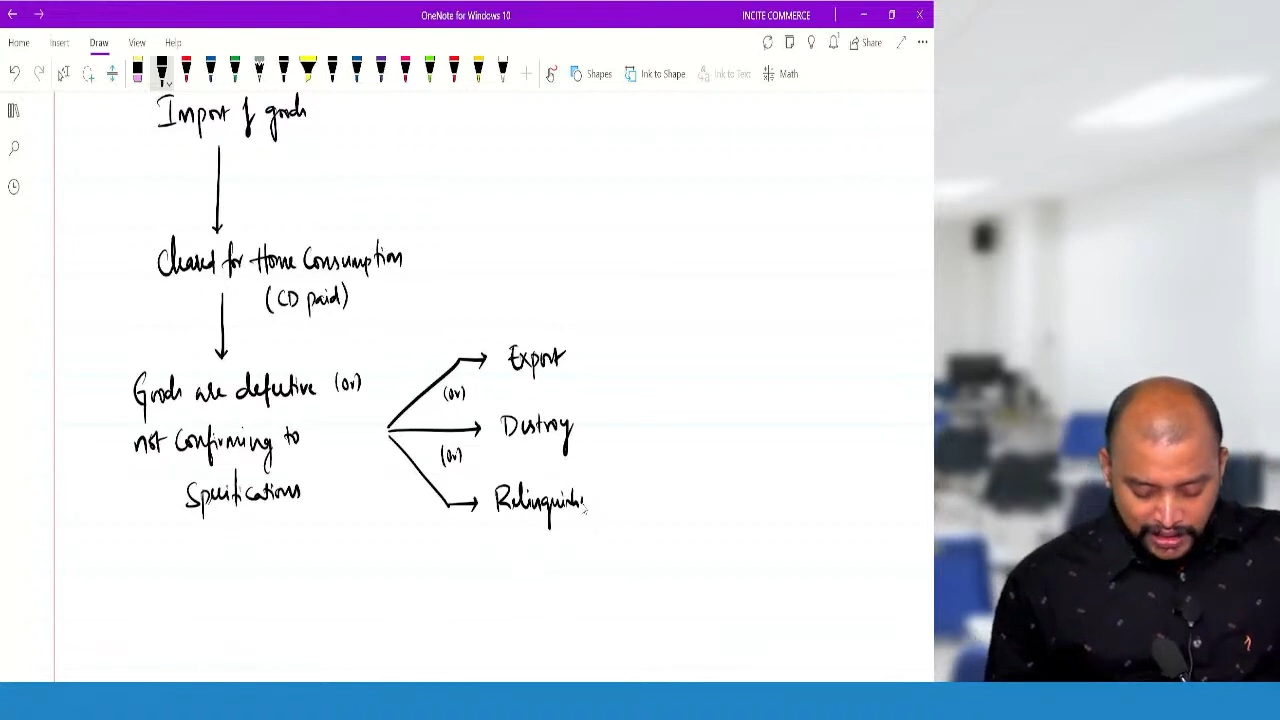 OneNote for Windows 10
INCITE COMMERCE
Home Insert Draw View Help
Share
Shapes Ink to Shape Ink to Text Math
Import of goods
Cleared for Home Consumption
(CD paid)
Goods are defective (or)
not confirming to
Specifications
Export
(or)
Destroy
(or)
Relinquish